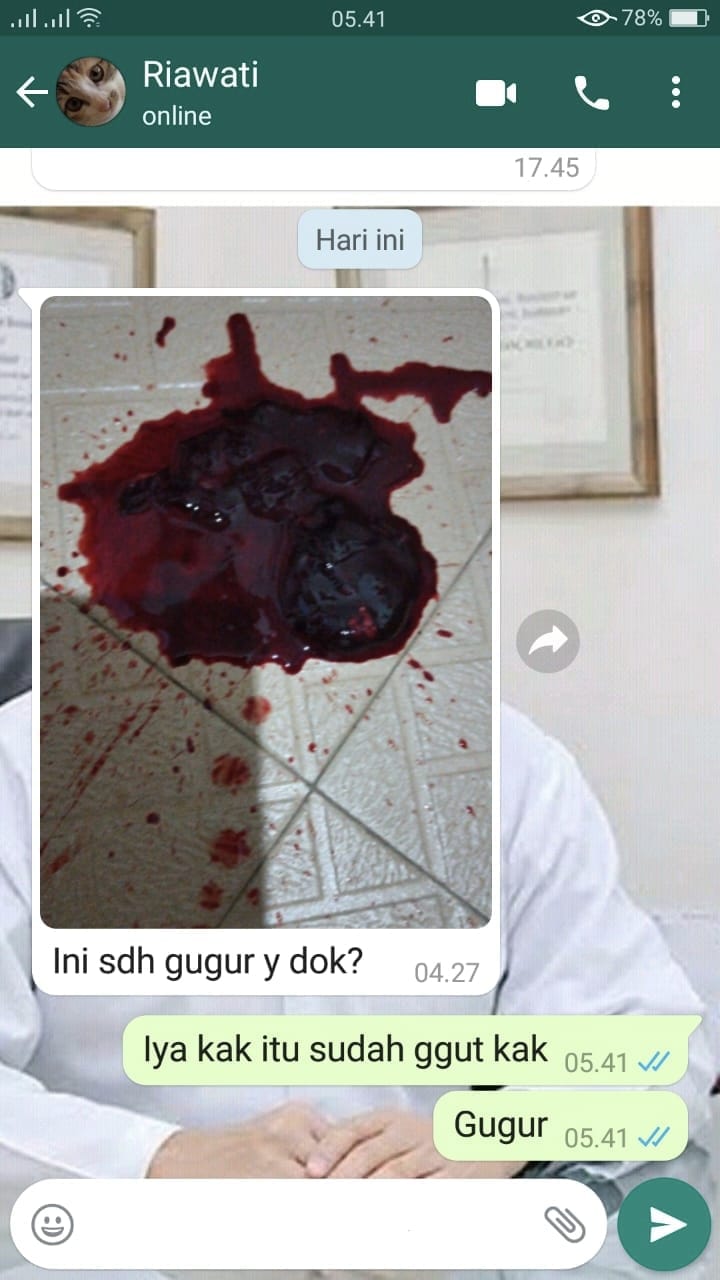 05.41
78%
Riawati
online
17.45
Hari ini
Ini sdh gugur y dok?
04.27
Iya kak itu sudah ggut kak
05.41
Gugur
05.41